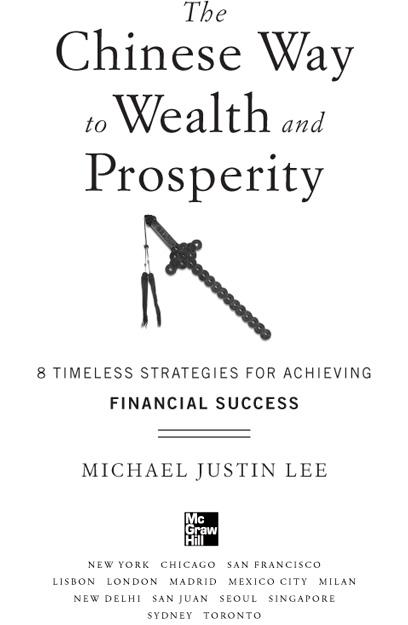 The
Chinese Way
to Wealth and
Prosperity
8 TIMELESS STRATEGIES FOR ACHIEVING
FINANCIAL SUCCESS
MICHAEL JUSTIN LEE
Mc
Graw
Hill
NEW YORK CHICAGO SAN FRANCISCO
LISBON LONDON MADRID MEXICO CITY MILAN
NEW DELHI SAN JUAN SEOUL SINGAPORE
SYDNEY TORONTO